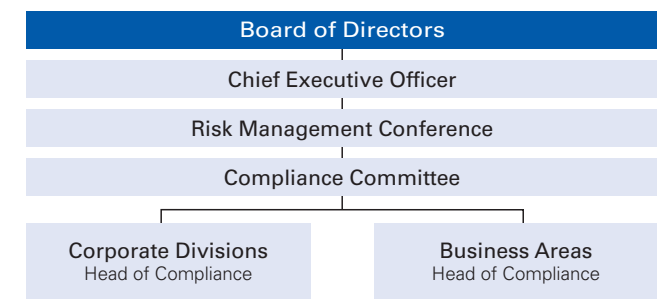 Board of Directors
Chief Executive Officer
Risk Management Conference
Compliance Committee
Corporate Divisions
Head of Compliance
Business Areas
Head of Compliance